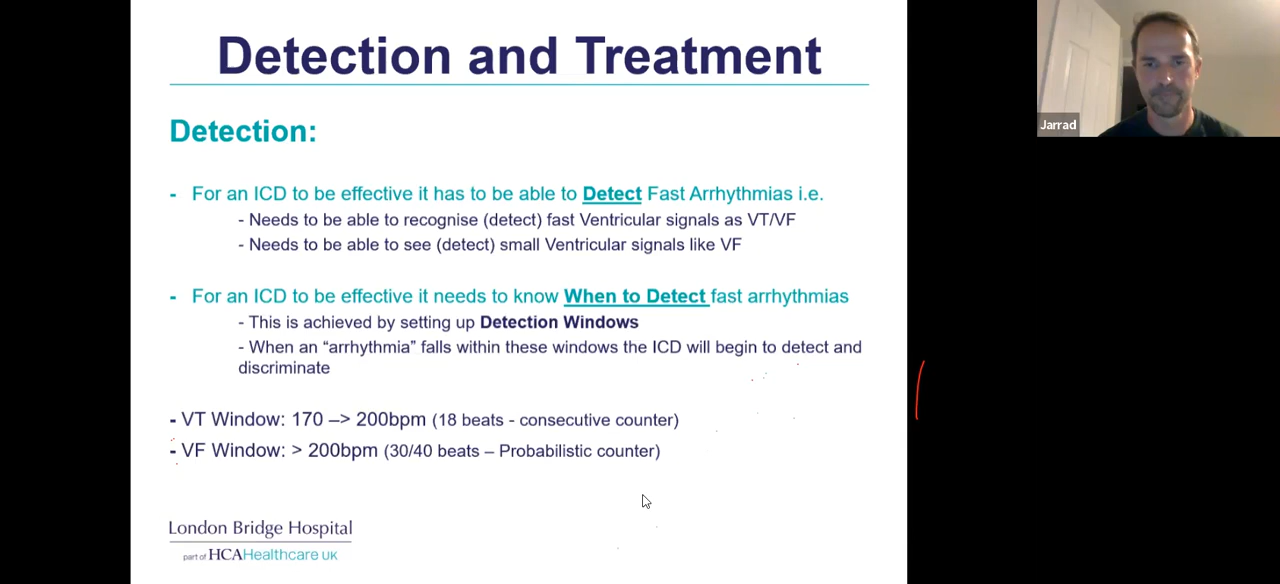 Detection and Treatment
Detection:
- For an ICD to be effective it has to be able to Detect Fast Arrhythmias i.e.
- Needs to be able to recognise (detect) fast Ventricular signals as VT/VF
- Needs to be able to see (detect) small Ventricular signals like VF
- For an ICD to be effective it needs to know When to Detect fast arrhythmias
- This is achieved by setting up Detection Windows
- When an “arrhythmia” falls within these windows the ICD will begin to detect and
discriminate
- VT Window: 170 –> 200bpm (18 beats - consecutive counter)
- VF Window: > 200bpm (30/40 beats – Probabilistic counter)
London Bridge Hospital
part of HCAHealthcare UK
Jarrad